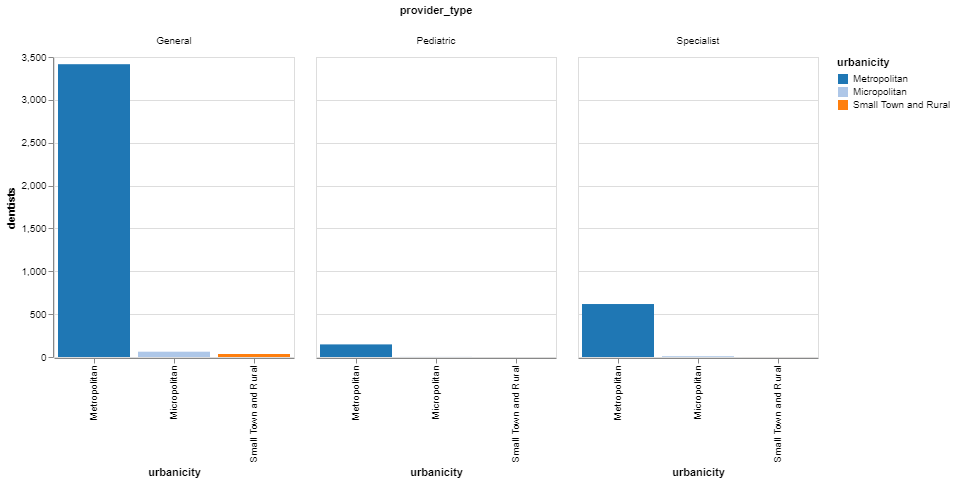 provider_type
General
Pediatric
Specialist
urbanicity
Metropolitan
Micropolitan
Small Town and Rural
dentists
3,500
3,000
2,500
2,000
1,500
1,000
500
0
Metropolitan
Micropolitan
Small Town and Rural
Metropolitan
Micropolitan
Small Town and Rural
Metropolitan
Micropolitan
Small Town and Rural
urbanicity
urbanicity
urbanicity